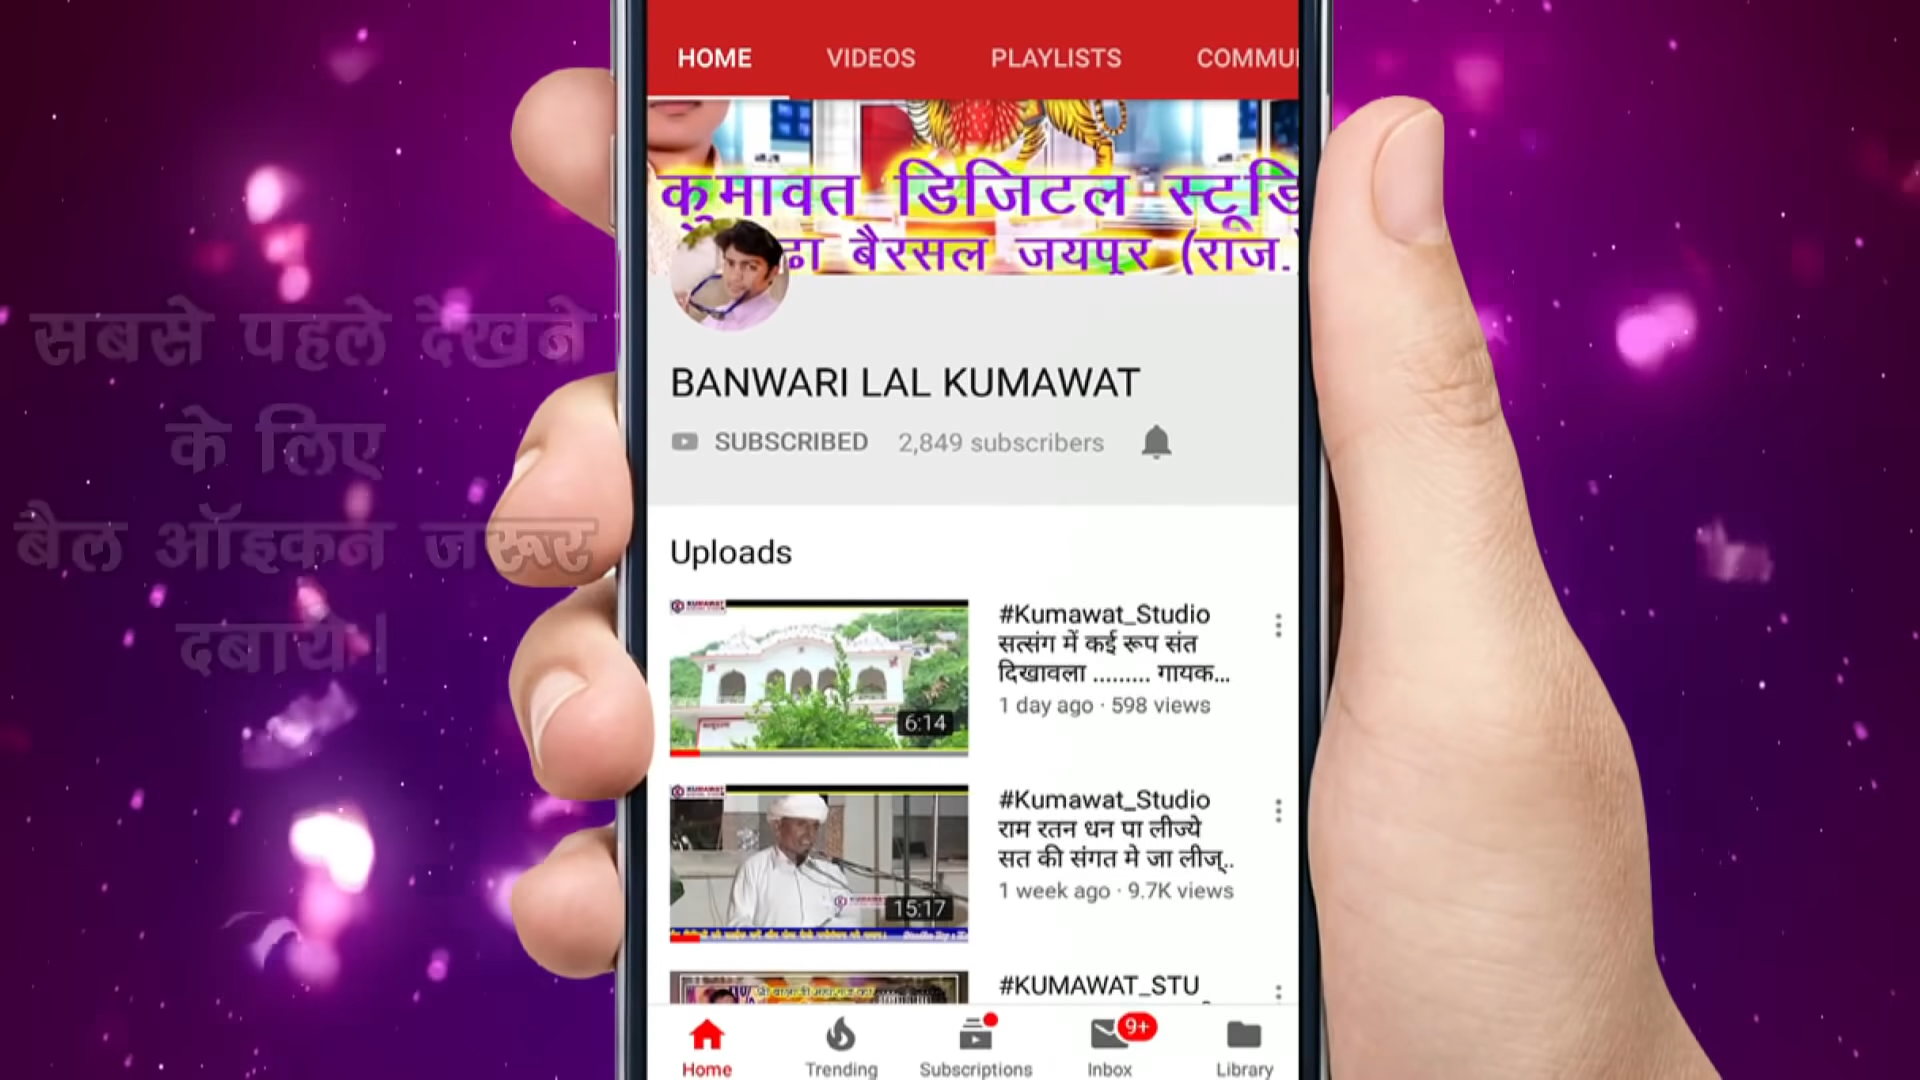 HOME VIDEOS PLAYLISTS COMMU
कुमावत डिजिटल स्टूडि
ढा बैरसल जयपुर (राज.)
BANWARI LAL KUMAWAT
SUBSCRIBED 2,849 subscribers
सबसे पहले देखने
के लिए
बैल ऑइकन जरूर
दबाये।
Uploads
KUMAWAT
6:14
#Kumawat_Studio
सत्संग में कई रूप संत
दिखावला ......... गायक...
1 day ago · 598 views
KUMAWAT
15:17
#Kumawat_Studio
राम रतन धन पा लीज्ये
सत की संगत मे जा लीज्..
1 week ago · 9.7K views
#KUMAWAT_STU
9+
Home Trending Subscriptions Inbox Library